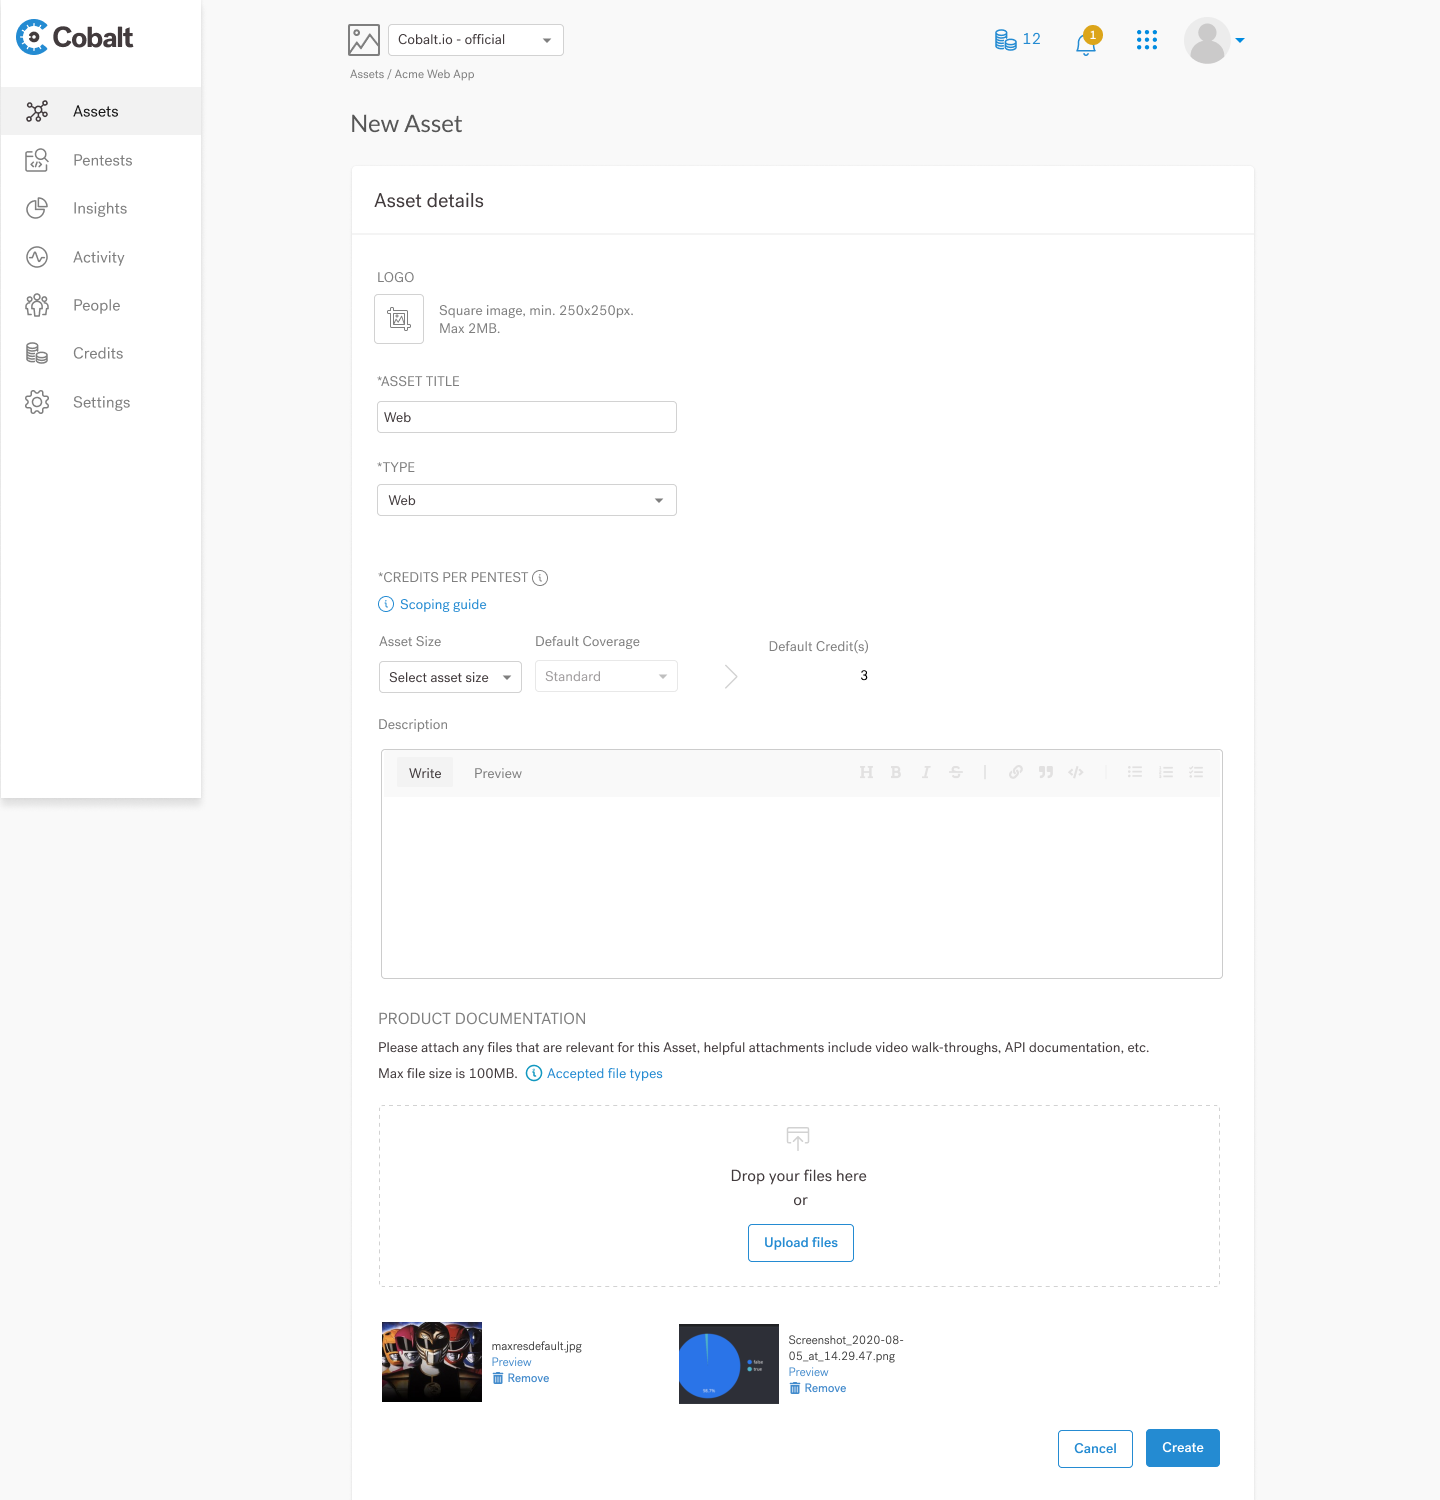 Cobalt
Cobalt.io - official
12
1
Assets / Acme Web App
Assets
Pentests
Insights
Activity
People
Credits
Settings
New Asset
Asset details
LOGO
Square image, min. 250x250px.
Max 2MB.
*ASSET TITLE
Web
*TYPE
Web
*CREDITS PER PENTEST
Scoping guide
Asset Size
Default Coverage
Default Credit(s)
Select asset size
Standard
3
Description
Write
Preview
H B I S
PRODUCT DOCUMENTATION
Please attach any files that are relevant for this Asset, helpful attachments include video walk-throughs, API documentation, etc.
Max file size is 100MB. Accepted file types
Drop your files here
or
Upload files
maxresdefault.jpg
Preview
Remove
false
true
Screenshot_2020-08-
05_at_14.29.47.png
Preview
Remove
Cancel
Create